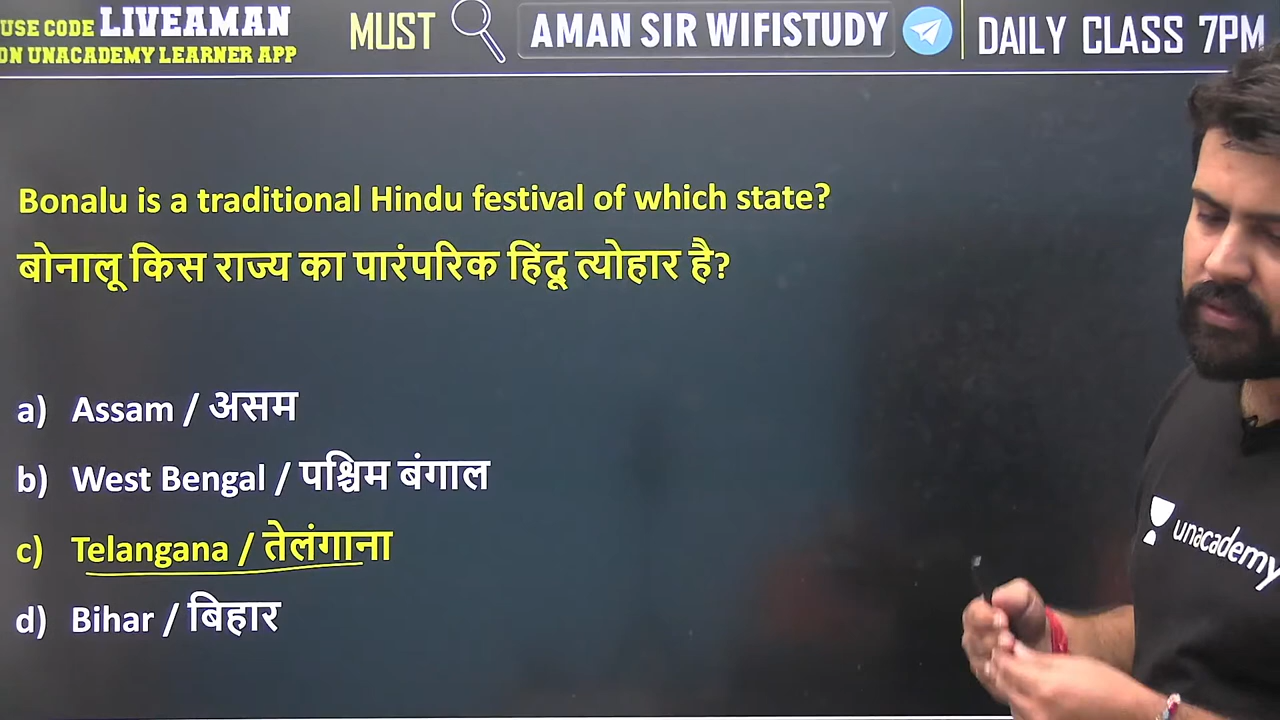 USE CODE LIVEAMAN
ON UNACADEMY LEARNER APP
MUST
AMAN SIR WIFISTUDY
DAILY CLASS 7PM
Bonalu is a traditional Hindu festival of which state?
बोनालू किस राज्य का पारंपरिक हिंदू त्योहार है?
a) Assam / असम
b) West Bengal / पश्चिम बंगाल
c) Telangana / तेलंगाना
d) Bihar / बिहार
unacademy